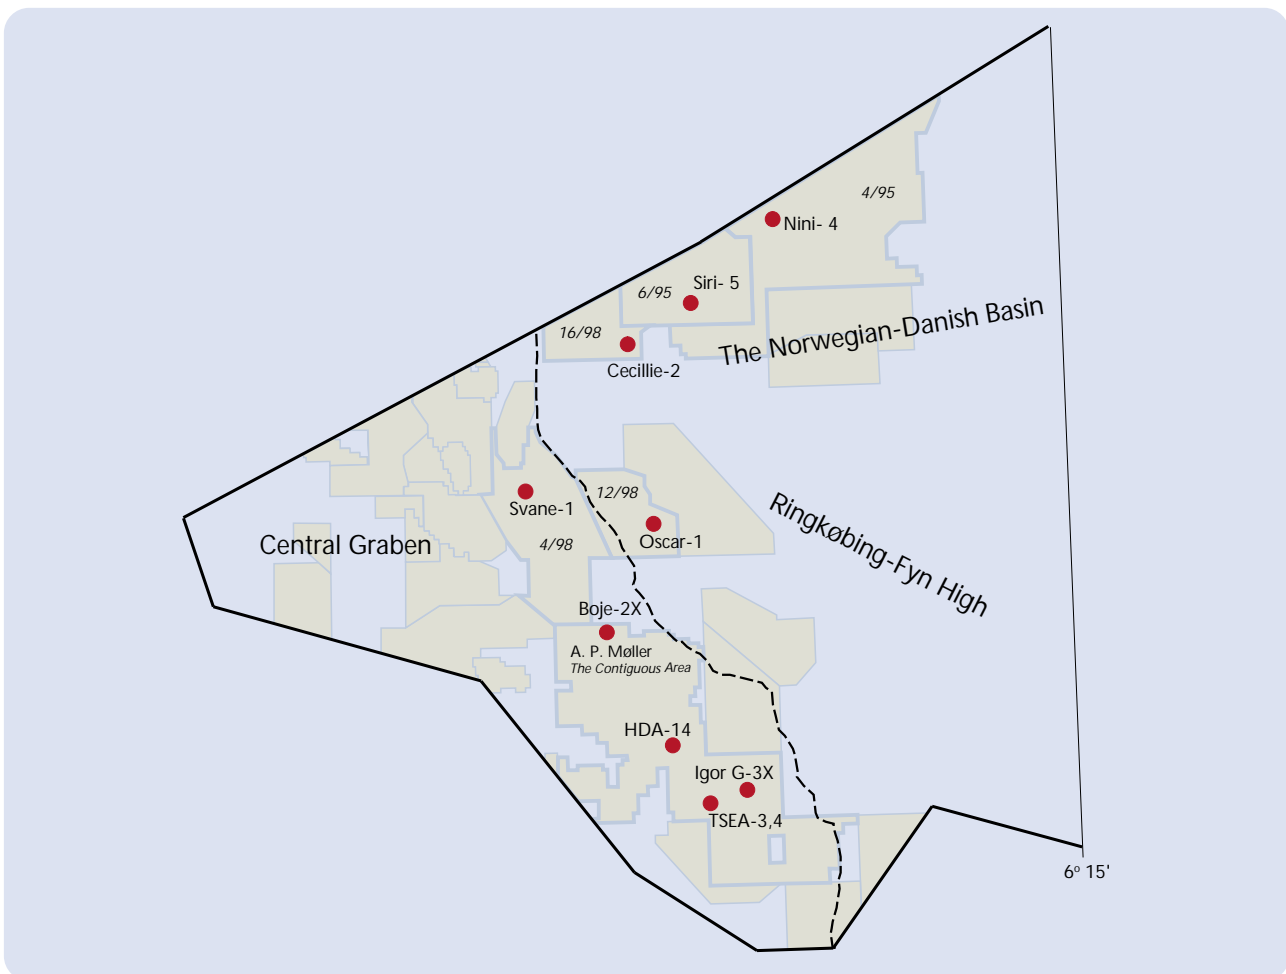 4/95
Nini- 4
Siri- 5
6/95
16/98
Cecillie-2
The Norwegian-Danish Basin
12/98
Svane-1
Oscar-1
Ringkøbing-Fyn High
Central Graben
4/98
Boje-2X
A. P. Møller
The Contiguous Area
HDA-14
Igor G-3X
TSEA-3,4
6º 15'